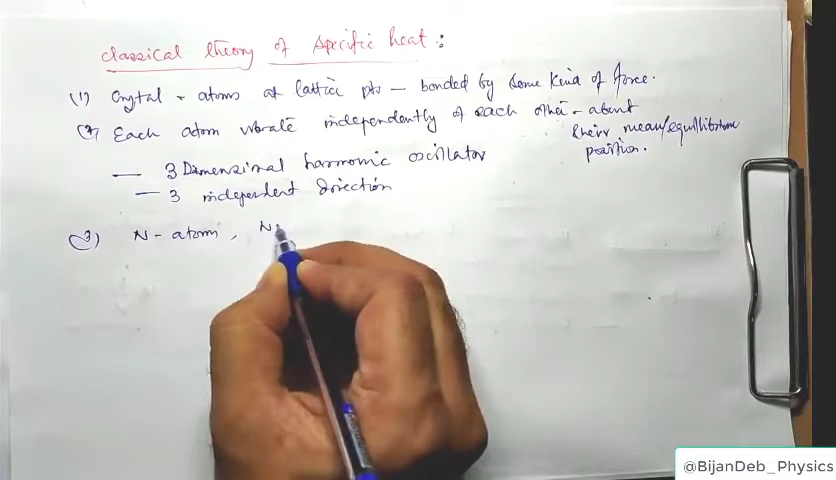 classical theory of specific heat :
(1) Crystal - atoms at lattice pts – bonded by some kind of force.
(2) Each atom vibrate independently of each other - about their mean/equilibrium position.
— 3 Dimensional harmonic oscillator
— 3 independent direction
(3) N - atom, N
@BijanDeb_Physics